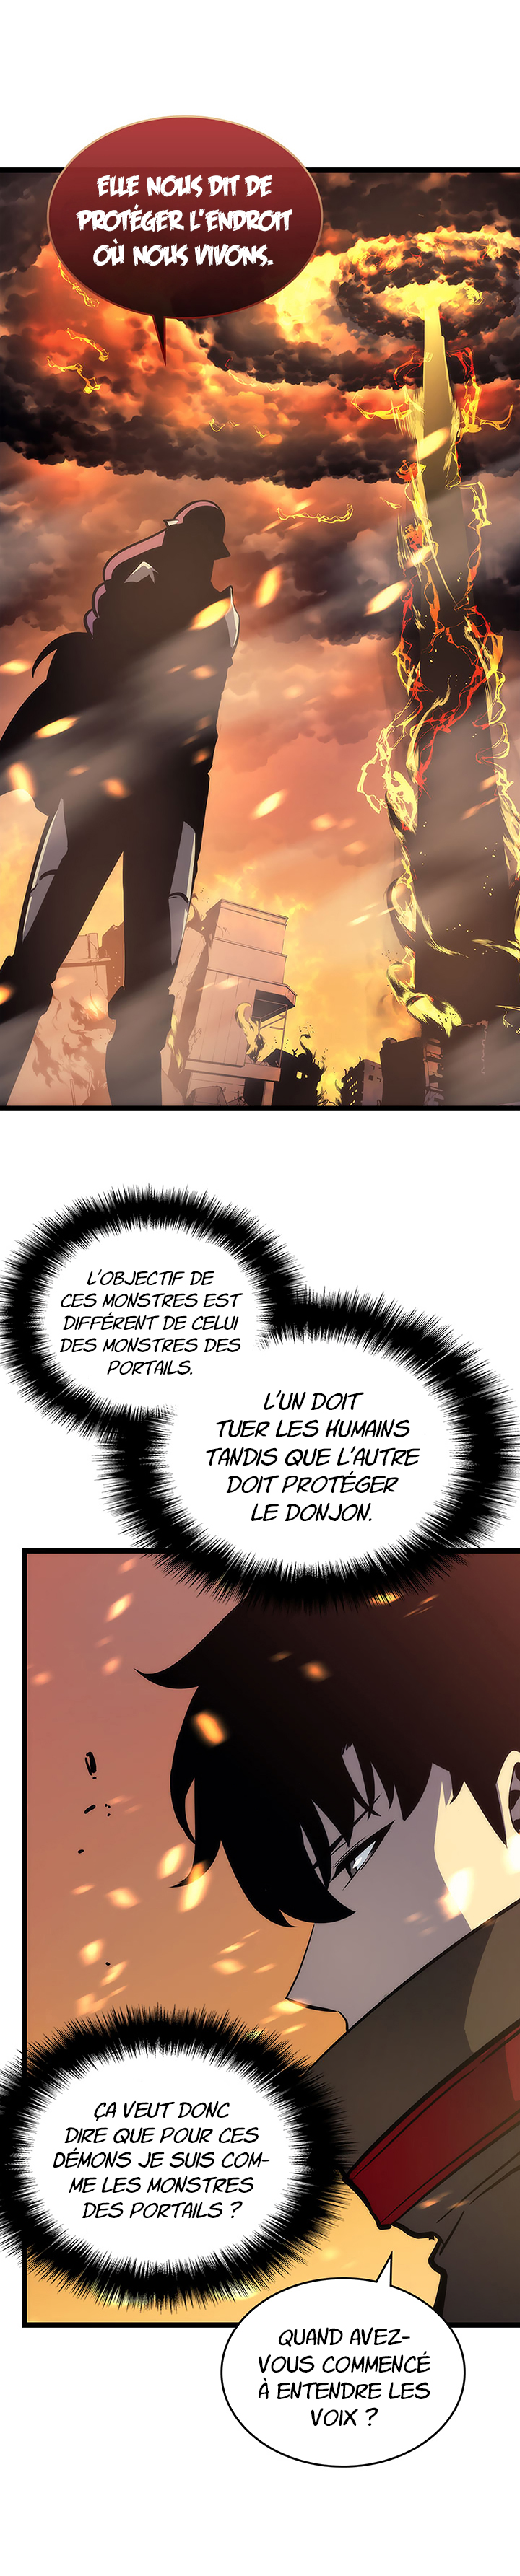 ELLE NOUS DIT DE
PROTÉGER L'ENDROIT
OÙ NOUS VIVONS.
L'OBJECTIF DE
CES MONSTRES EST
DIFFÉRENT DE CELUI
DES MONSTRES DES
PORTAILS.
L'UN DOIT
TUER LES HUMAINS
TANDIS QUE L'AUTRE
DOIT PROTÉGER
LE DONJON.
ÇA VEUT DONC
DIRE QUE POUR CES
DÉMONS JE SUIS COM-
ME LES MONSTRES
DES PORTAILS ?
QUAND AVEZ-
VOUS COMMENCÉ
À ENTENDRE LES
VOIX ?